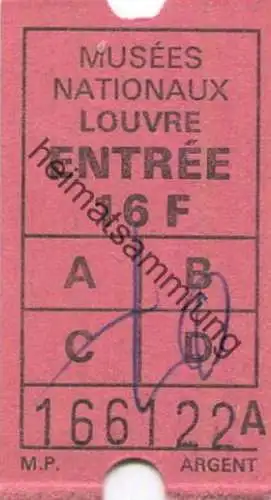 MUSÉES
NATIONAUX
LOUVRE
ENTRÉE
16 F
A B
C D
166122A
M.P. ARGENT
heimatsammlung